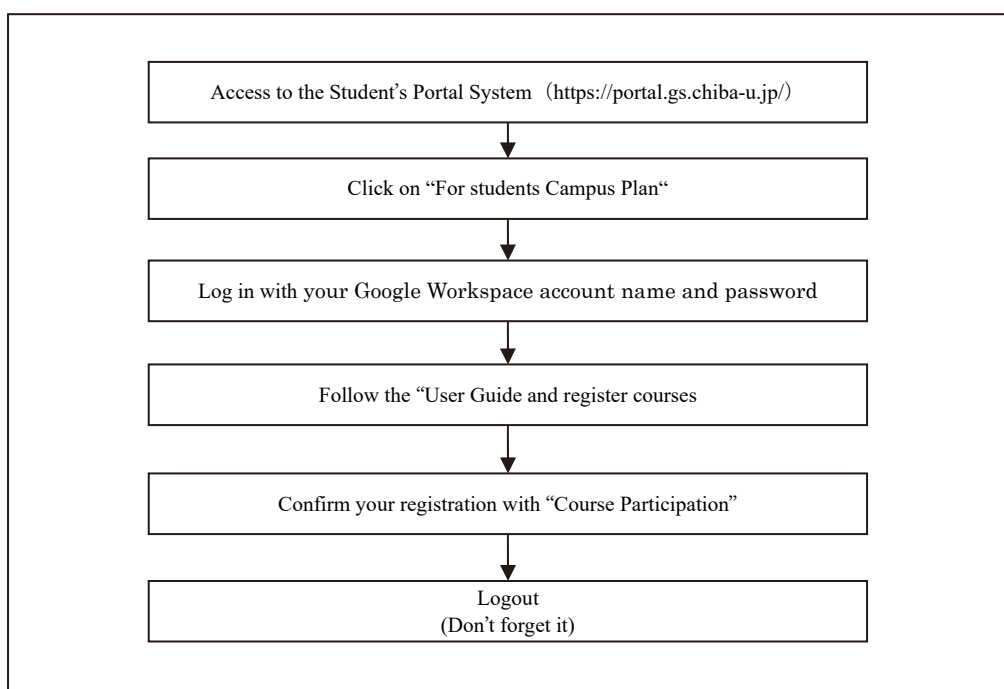 Access to the Student’s Portal System（https://portal.gs.chiba-u.jp/）
Click on “For students Campus Plan“
Log in with your Google Workspace account name and password
Follow the “User Guide and register courses
Confirm your registration with “Course Participation”
Logout
(Don’t forget it)